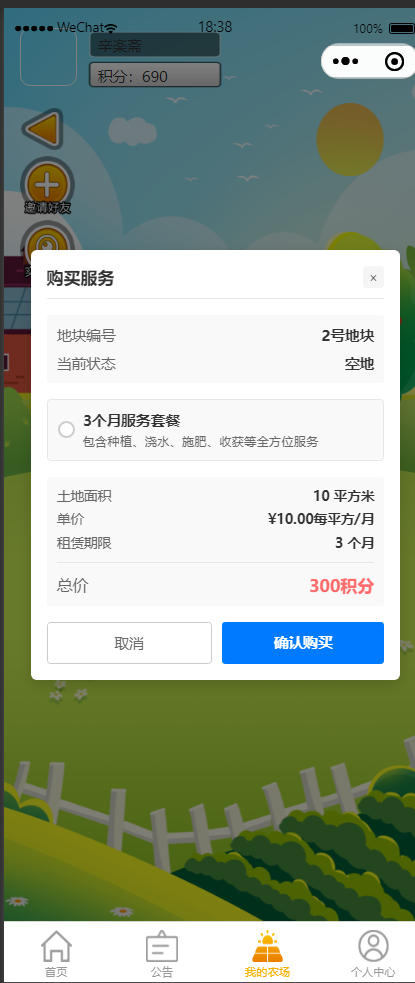 WeChat 18:38 100%
辛楽斋
积分：690
邀请好友
购买服务 ×
地块编号 2号地块
当前状态 空地
3个月服务套餐
包含种植、浇水、施肥、收获等全方位服务
土地面积 10 平方米
单价 ¥10.00每平方/月
租赁期限 3 个月
总价 300积分
取消 确认购买
首页 公告 我的农场 个人中心